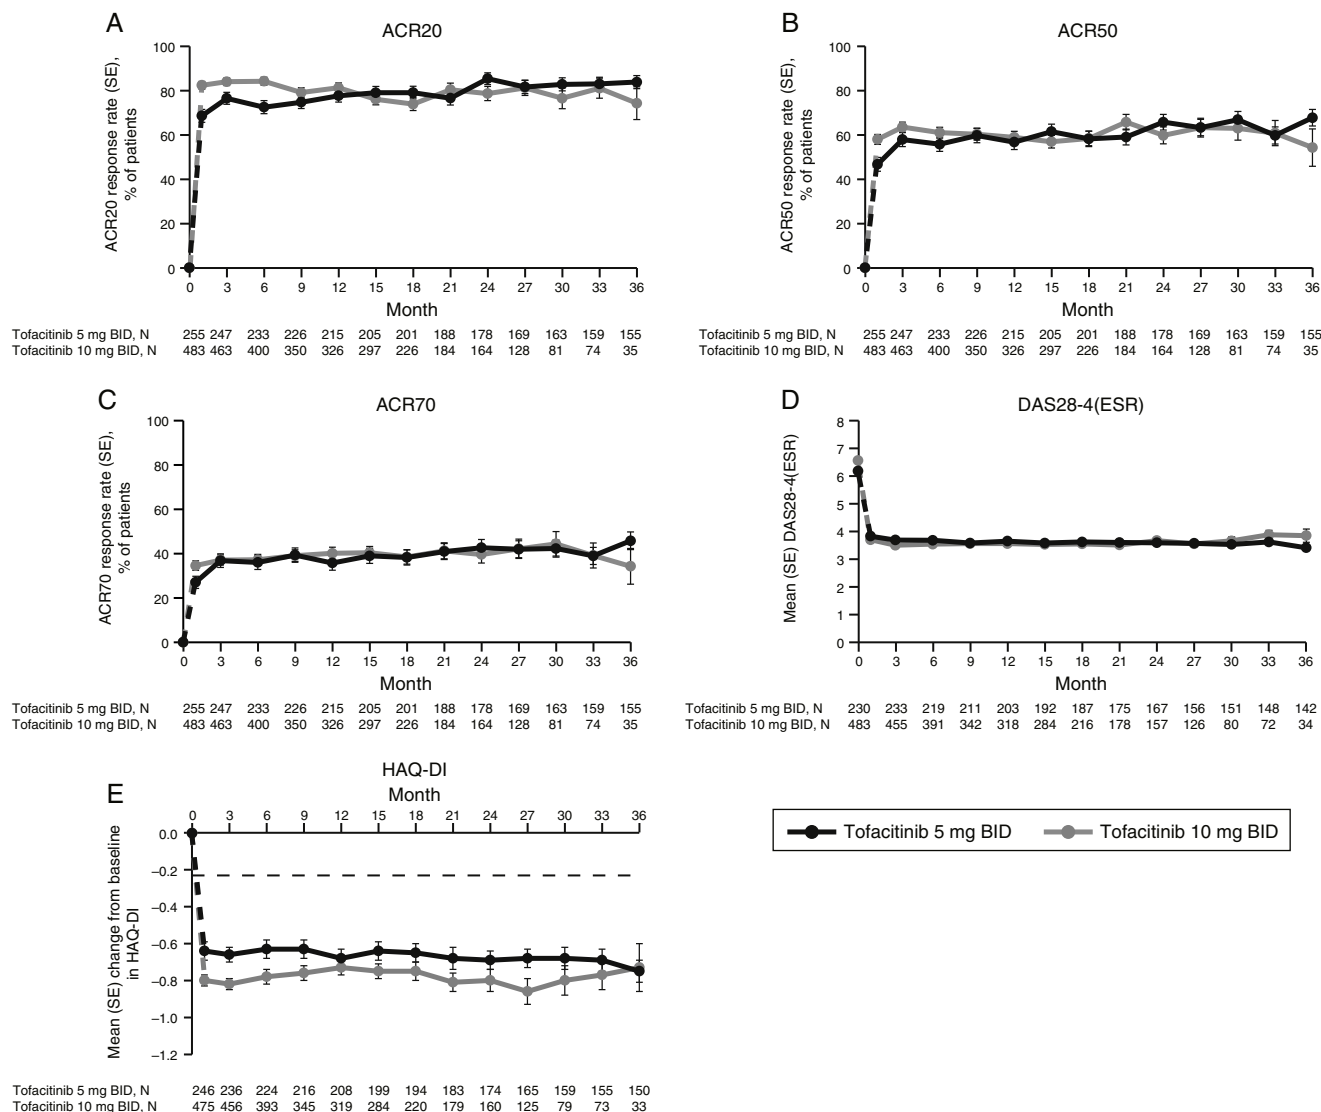 A
ACR20
ACR20 response rate (SE),
% of patients
100
80
60
40
20
0
0 3 6 9 12 15 18 21 24 27 30 33 36
Month
Tofacitinib 5 mg BID, N 255 247 233 226 215 205 201 188 178 169 163 159 155
Tofacitinib 10 mg BID, N 483 463 400 350 326 297 226 184 164 128 81 74 35
B
ACR50
ACR50 response rate (SE),
% of patients
100
80
60
40
20
0
0 3 6 9 12 15 18 21 24 27 30 33 36
Month
Tofacitinib 5 mg BID, N 255 247 233 226 215 205 201 188 178 169 163 159 155
Tofacitinib 10 mg BID, N 483 463 400 350 326 297 226 184 164 128 81 74 35
C
ACR70
ACR70 response rate (SE),
% of patients
100
80
60
40
20
0
0 3 6 9 12 15 18 21 24 27 30 33 36
Month
Tofacitinib 5 mg BID, N 255 247 233 226 215 205 201 188 178 169 163 159 155
Tofacitinib 10 mg BID, N 483 463 400 350 326 297 226 184 164 128 81 74 35
D
DAS28-4(ESR)
Mean (SE) DAS28-4(ESR)
8
7
6
5
4
3
2
1
0
0 3 6 9 12 15 18 21 24 27 30 33 36
Month
Tofacitinib 5 mg BID, N 230 233 219 211 203 192 187 175 167 156 151 148 142
Tofacitinib 10 mg BID, N 483 455 391 342 318 284 216 178 157 126 80 72 34
E
HAQ-DI
Month
0 3 6 9 12 15 18 21 24 27 30 33 36
Mean (SE) change from baseline
in HAQ-DI
0.0
−0.2
−0.4
−0.6
−0.8
−1.0
−1.2
Tofacitinib 5 mg BID, N 246 236 224 216 208 199 194 183 174 165 159 155 150
Tofacitinib 10 mg BID, N 475 456 393 345 319 284 220 179 160 125 79 73 33
Tofacitinib 5 mg BID Tofacitinib 10 mg BID